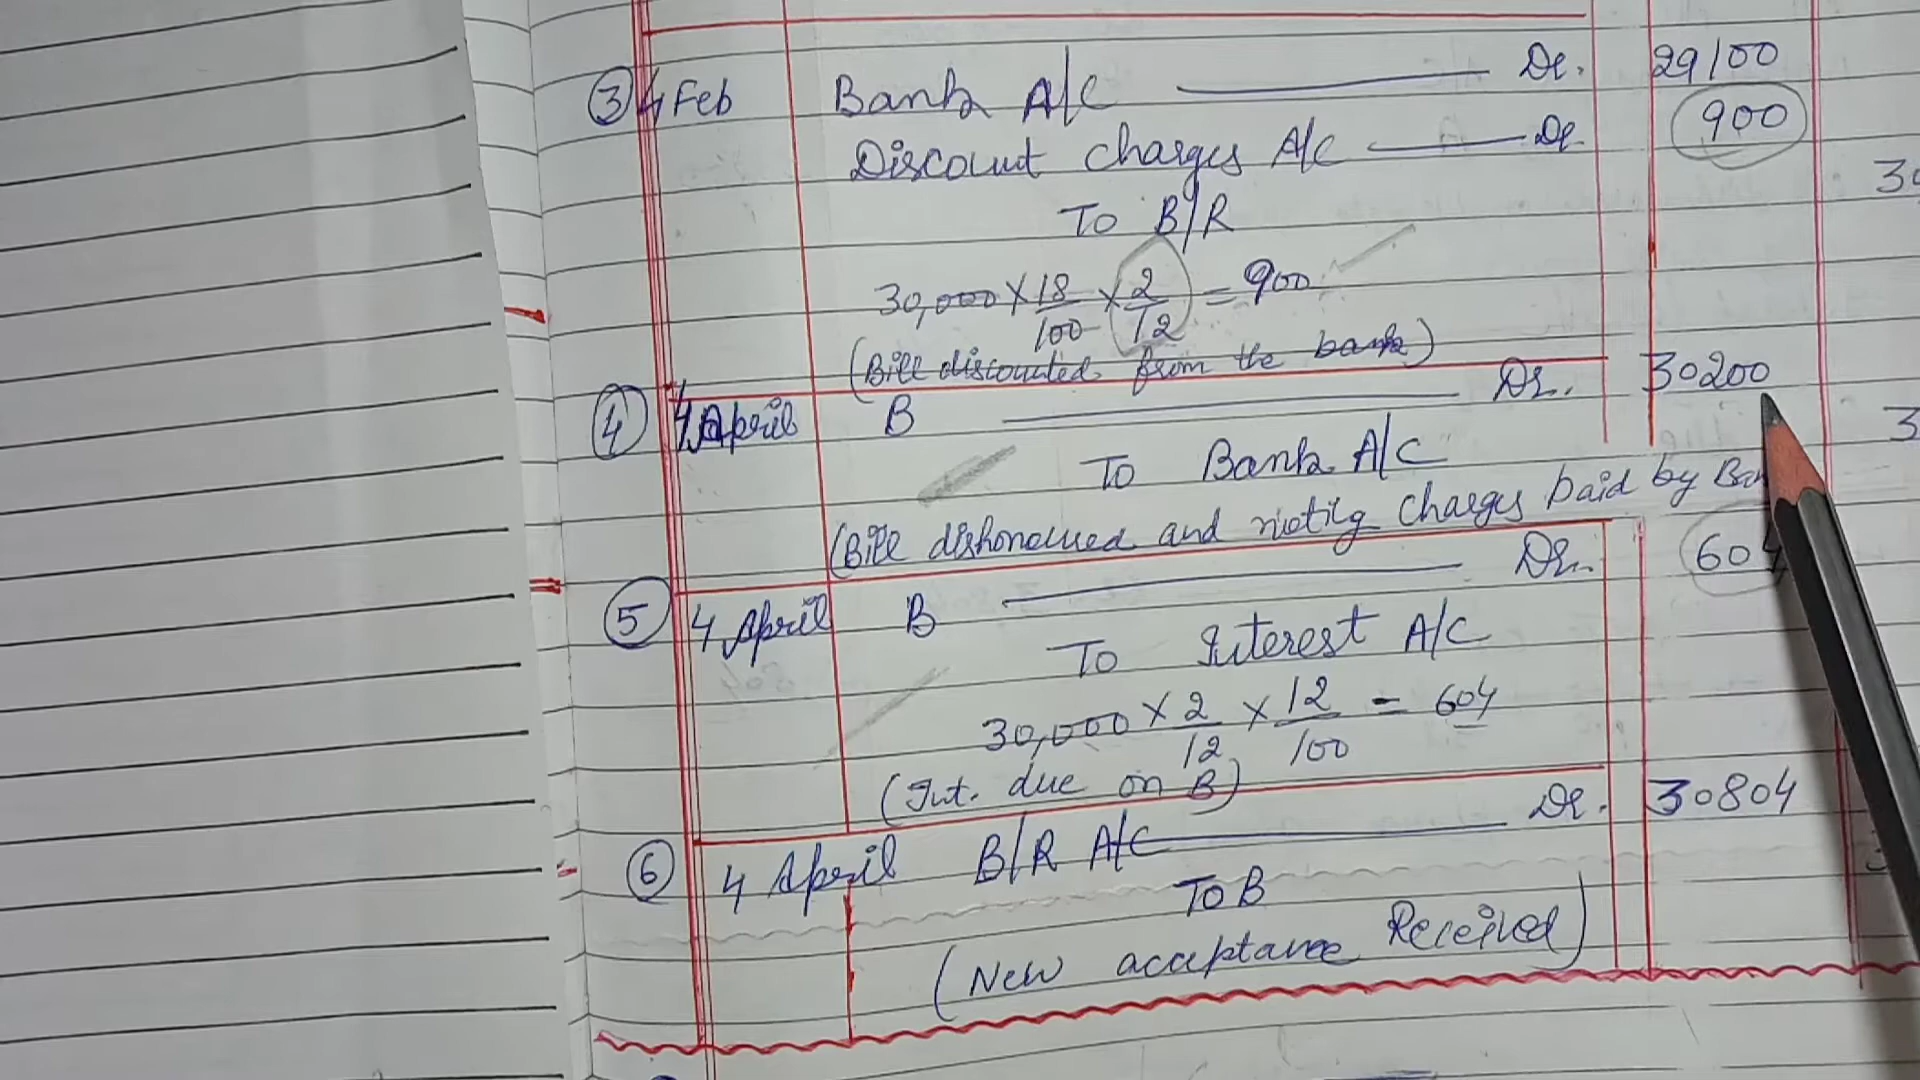 ③ 4 Feb Bank A/C Dr. 29100
Discount charges A/C Dr. 900
To B/R
30,000 × 18/100 × 2/12 = 900
(Bill discounted from the bank)
④ 4 April B Dr. 30200
To Bank A/C
(Bill dishonoured and noting charges paid by
⑤ 4 April B Dr. 604
To Interest A/C
30,000 × 2/12 × 12/100 = 604
(Int. due on B)
⑥ 4 April B/R A/C Dr. 30804
To B
(New acceptance Received)